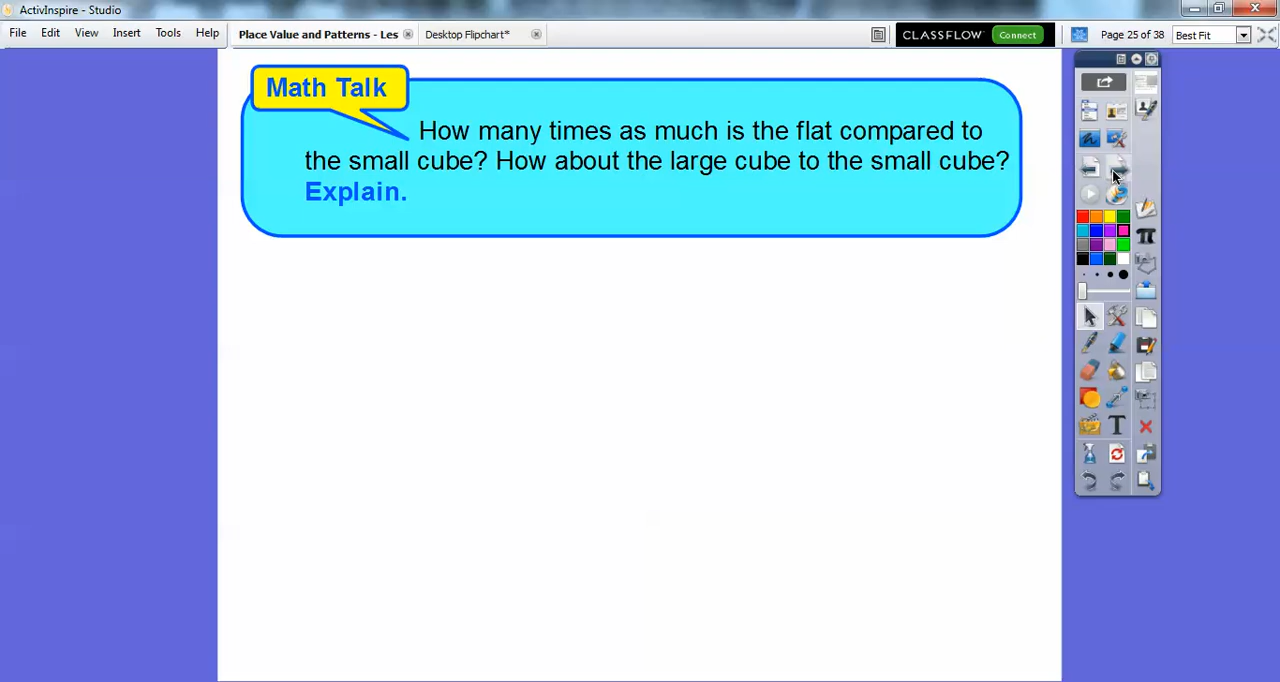 ActivInspire - Studio
File Edit View Insert Tools Help
Place Value and Patterns - Les
Desktop Flipchart*
CLASSFLOW Connect
Page 25 of 38
Best Fit
Math Talk
How many times as much is the flat compared to
the small cube? How about the large cube to the small cube?
Explain.